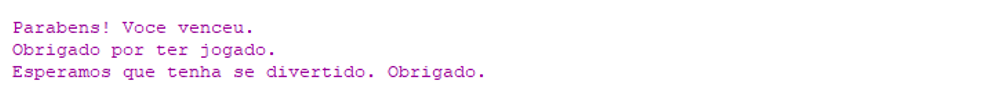 Parabens! Voce venceu.
Obrigado por ter jogado.
Esperamos que tenha se divertido. Obrigado.